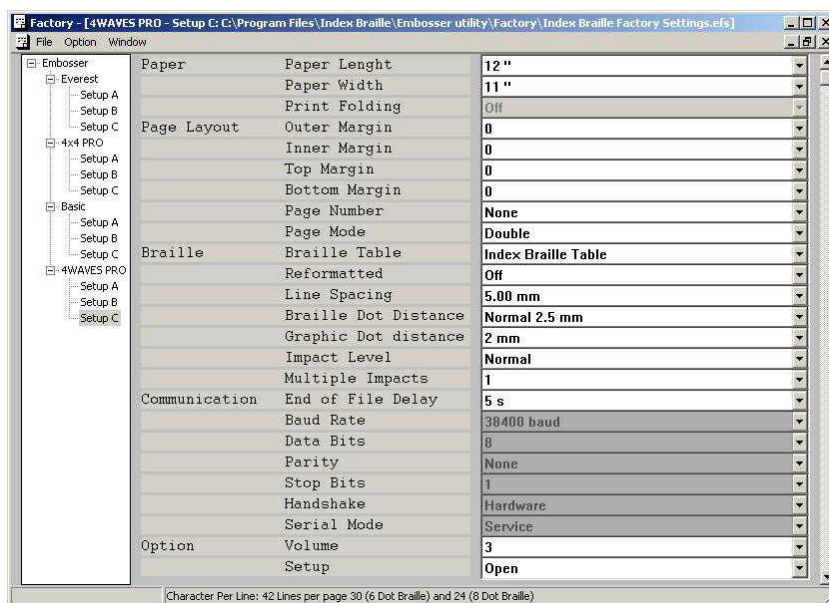 Factory - [4WAVES PRO - Setup C: C:\Program Files\Index Braille\Embosser utility\Factory\Index Braille Factory Settings.efs]
File Option Window
Embosser
Everest
Setup A
Setup B
Setup C
4x4 PRO
Setup A
Setup B
Setup C
Basic
Setup A
Setup B
Setup C
4WAVES PRO
Setup A
Setup B
Setup C
Paper Paper Lenght 12 "
Paper Width 11 "
Print Folding Off
Page Layout Outer Margin 0
Inner Margin 0
Top Margin 0
Bottom Margin 0
Page Number None
Page Mode Double
Braille Braille Table Index Braille Table
Reformatted Off
Line Spacing 5.00 mm
Braille Dot Distance Normal 2.5 mm
Graphic Dot distance 2 mm
Impact Level Normal
Multiple Impacts 1
Communication End of File Delay 5 s
Baud Rate 38400 baud
Data Bits 8
Parity None
Stop Bits 1
Handshake Hardware
Serial Mode Service
Option Volume 3
Setup Open
Character Per Line: 42 Lines per page 30 (6 Dot Braille) and 24 (8 Dot Braille)